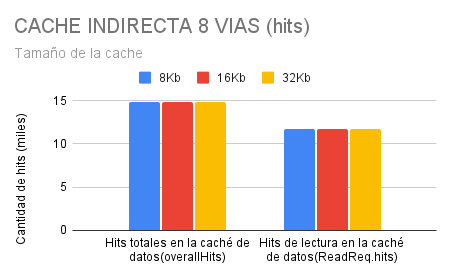 CACHE INDIRECTA 8 VIAS (hits)
Tamaño de la cache
8Kb 16Kb 32Kb
Cantidad de hits (miles)
15
10
5
0
Hits totales en la caché de
datos(overallHits)
Hits de lectura en la caché
de datos(ReadReq.hits)